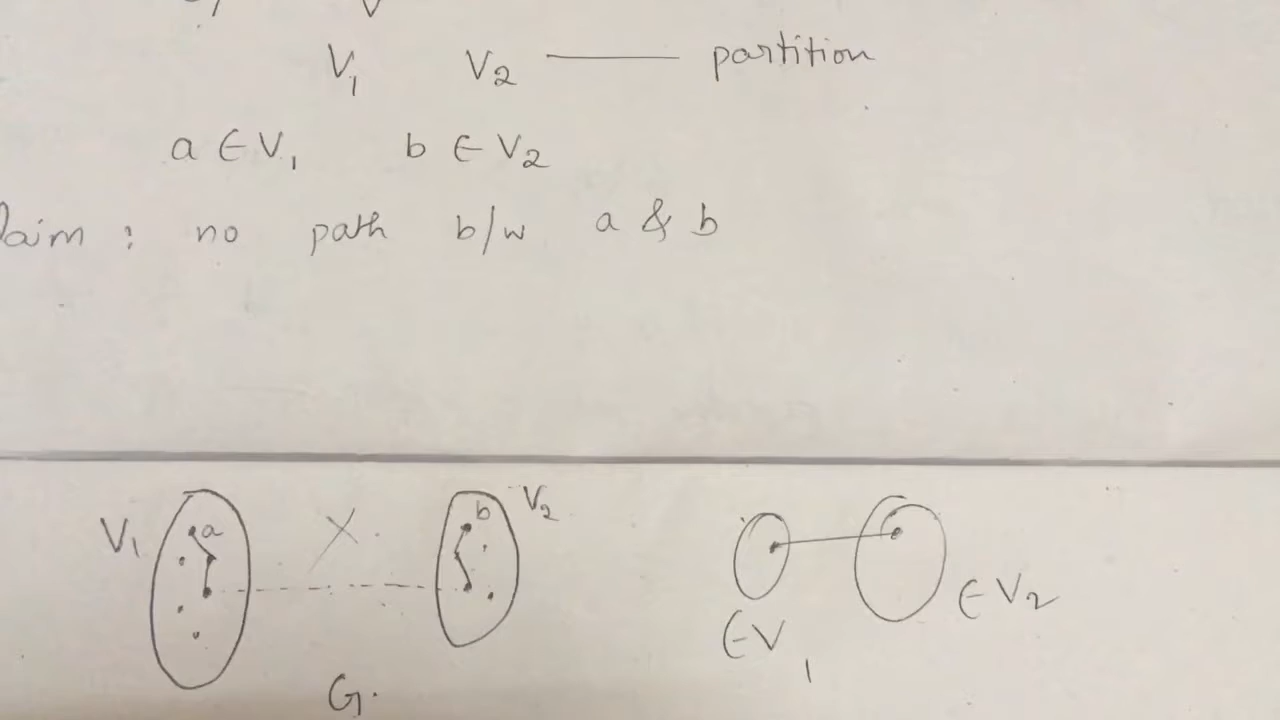 V₁ V₂ —— partition
a ∈ V₁ b ∈ V₂
laim : no path b/w a & b
V₁ a X b V₂
∈ V₁ ∈ V₂
G.